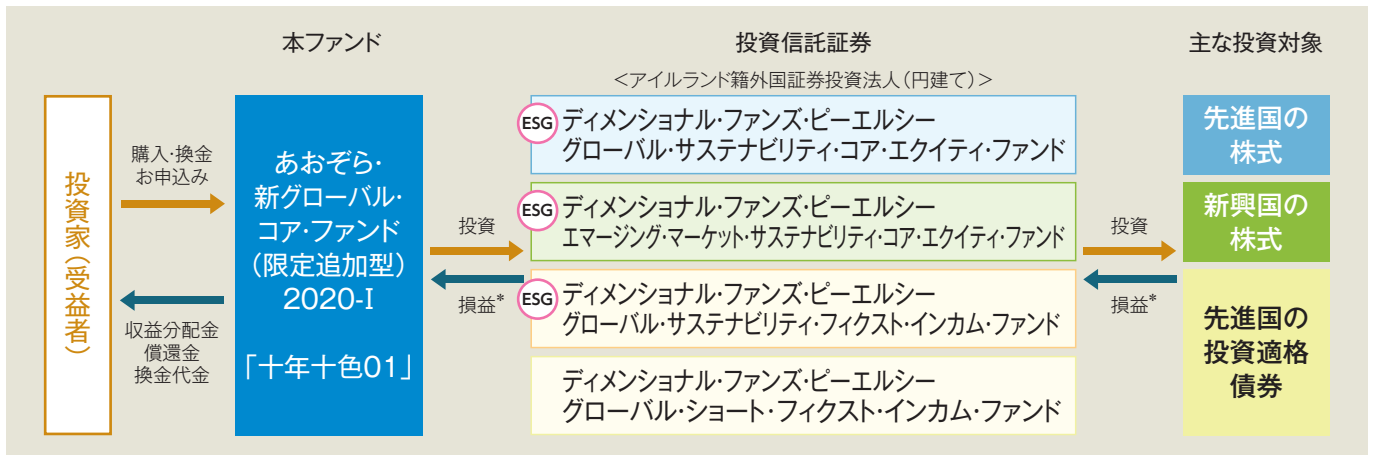 本ファンド
投資信託証券
主な投資対象
<アイルランド籍外国証券投資法人(円建て)>
投資家(受益者)
購入・換金
お申込み
収益分配金
償還金
換金代金
あおぞら・
新グローバル・
コア・ファンド
(限定追加型)
2020-I
「十年十色01」
投資
損益*
ESG
ディメンショナル・ファンズ・ピーエルシー
グローバル・サステナビリティ・コア・エクイティ・ファンド
ESG
ディメンショナル・ファンズ・ピーエルシー
エマージング・マーケット・サステナビリティ・コア・エクイティ・ファンド
ESG
ディメンショナル・ファンズ・ピーエルシー
グローバル・サステナビリティ・フィクスト・インカム・ファンド
ディメンショナル・ファンズ・ピーエルシー
グローバル・ショート・フィクスト・インカム・ファンド
投資
損益*
先進国の
株式
新興国の
株式
先進国の
投資適格
債券